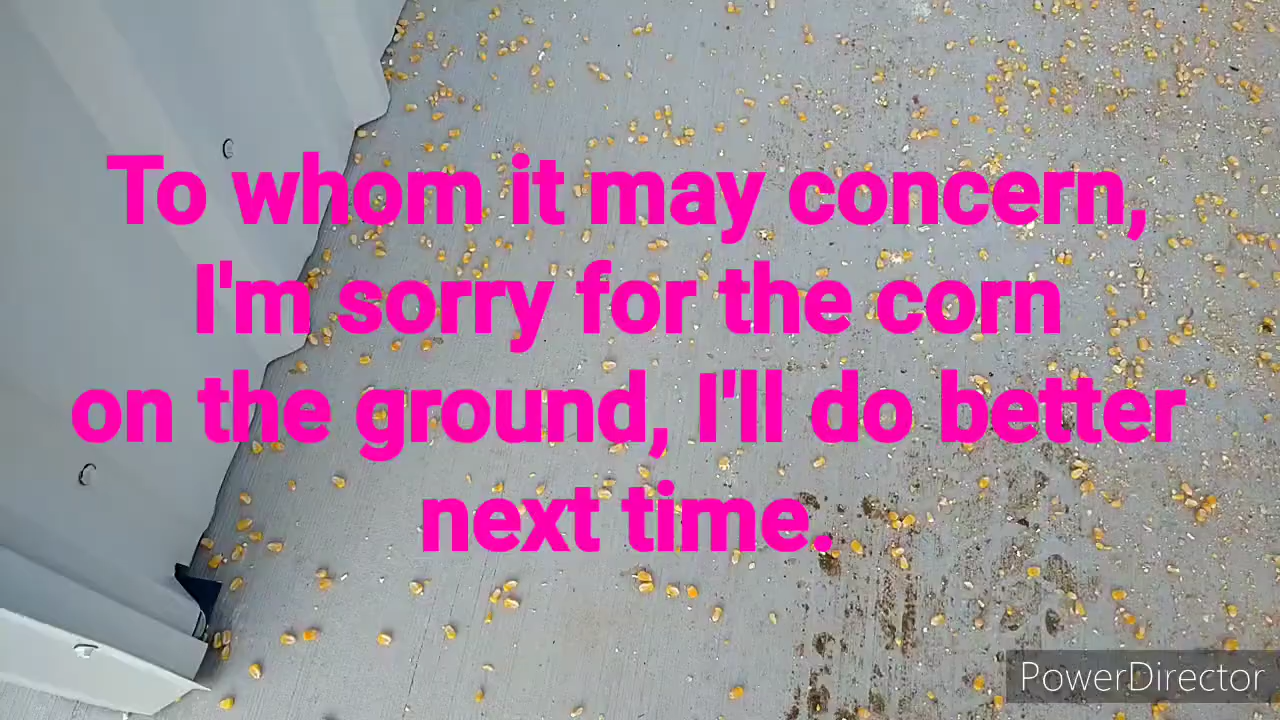 To whom it may concern,
I'm sorry for the corn
on the ground, I'll do better
next time.
PowerDirector